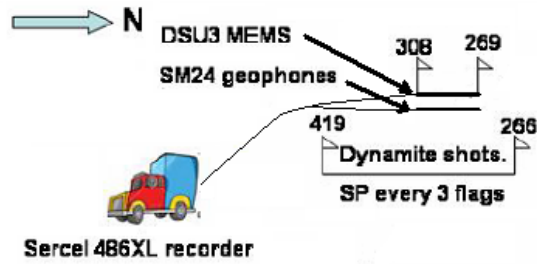 N
DSU3 MEMS
308 269
SM24 geophones
419 266
Dynamite shots.
SP every 3 flags
Sercel 486XL recorder